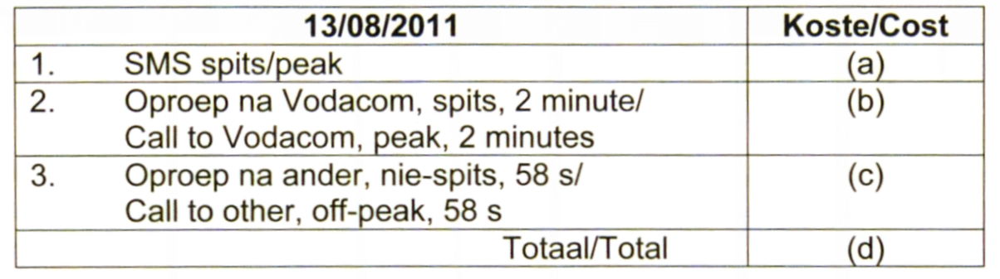 13/08/2011 Koste/Cost
1. SMS spits/peak (a)
2. Oproep na Vodacom, spits, 2 minute/ (b)
Call to Vodacom, peak, 2 minutes
3. Oproep na ander, nie-spits, 58 s/ (c)
Call to other, off-peak, 58 s
Totaal/Total (d)